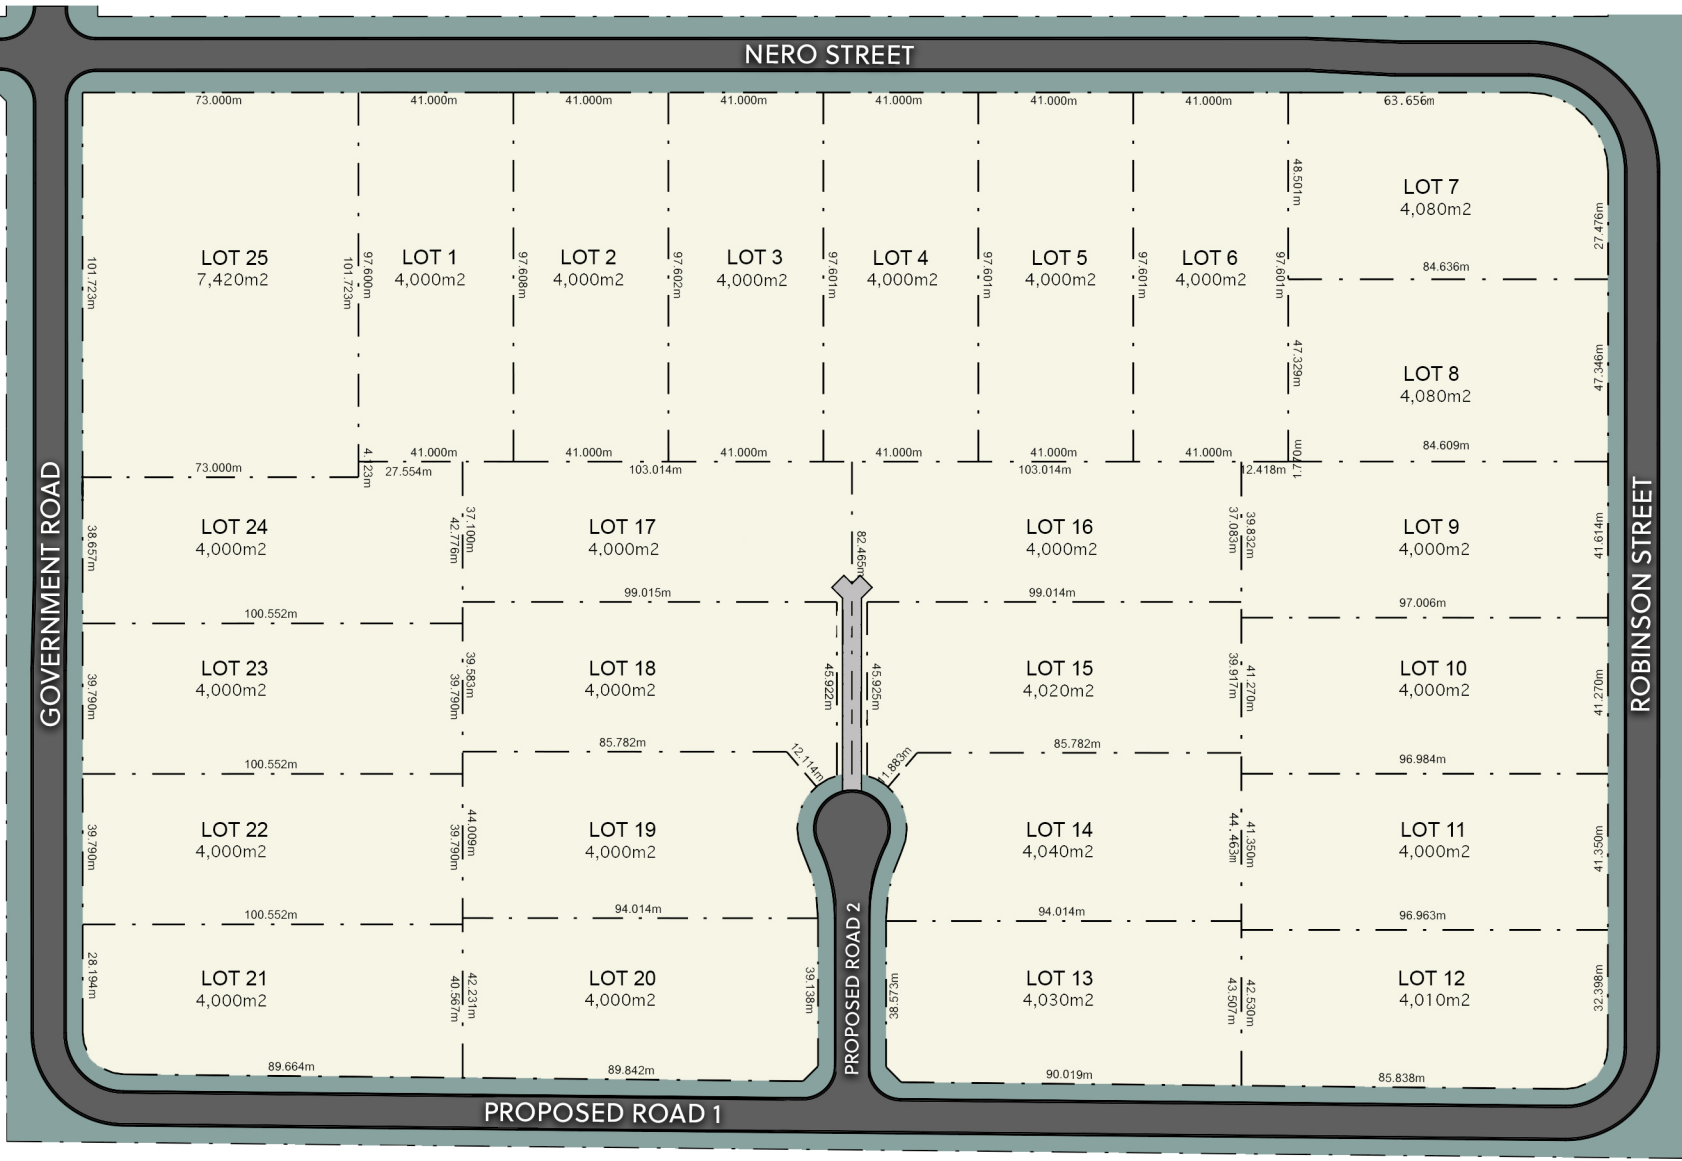 NERO STREET
73.000m
41.000m
41.000m
41.000m
41.000m
41.000m
41.000m
63.656m
LOT 25
7,420m2
LOT 1
4,000m2
LOT 2
4,000m2
LOT 3
4,000m2
LOT 4
4,000m2
LOT 5
4,000m2
LOT 6
4,000m2
LOT 7
4,080m2
101.723m
101.723m
97.600m
97.608m
97.602m
97.601m
97.601m
97.601m
97.601m
48.501m
27.476m
84.636m
LOT 8
4,080m2
47.329m
47.346m
73.000m
4.123m
41.000m
27.554m
41.000m
103.014m
41.000m
41.000m
41.000m
103.014m
41.000m
12.418m
1.770m
84.609m
GOVERNMENT ROAD
ROBINSON STREET
LOT 24
4,000m2
LOT 17
4,000m2
LOT 16
4,000m2
LOT 9
4,000m2
38.657m
42.776m
37.100m
82.465m
37.083m
39.832m
41.614m
100.552m
99.015m
99.014m
97.006m
LOT 23
4,000m2
LOT 18
4,000m2
LOT 15
4,020m2
LOT 10
4,000m2
39.790m
39.790m
39.583m
45.922m
45.925m
39.917m
41.270m
41.270m
100.552m
85.782m
12.114m
11.883m
85.782m
96.984m
LOT 22
4,000m2
LOT 19
4,000m2
LOT 14
4,040m2
LOT 11
4,000m2
39.790m
39.790m
44.009m
44.463m
41.350m
41.350m
100.552m
94.014m
94.014m
96.963m
LOT 21
4,000m2
LOT 20
4,000m2
LOT 13
4,030m2
LOT 12
4,010m2
28.194m
40.567m
42.231m
39.138m
PROPOSED ROAD 2
38.573m
43.507m
42.530m
32.398m
89.664m
89.842m
90.019m
85.838m
PROPOSED ROAD 1